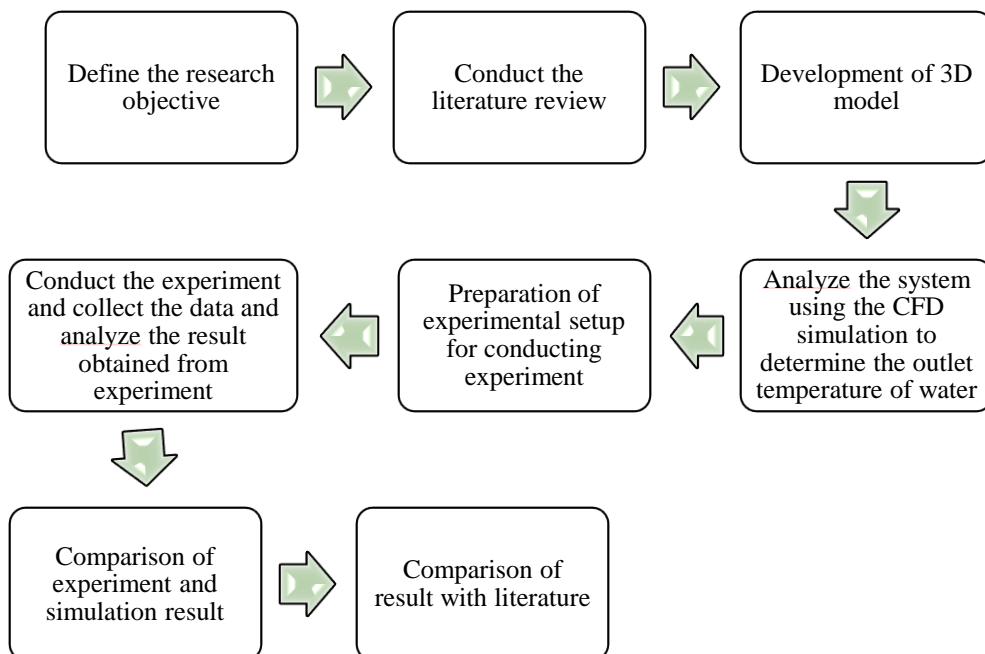 Define the research
objective
Conduct the
literature review
Development of 3D
model
Analyze the system
using the CFD
simulation to
determine the outlet
temperature of water
Preparation of
experimental setup
for conducting
experiment
Conduct the experiment
and collect the data and
analyze the result
obtained from
experiment
Comparison of
experiment and
simulation result
Comparison of
result with literature